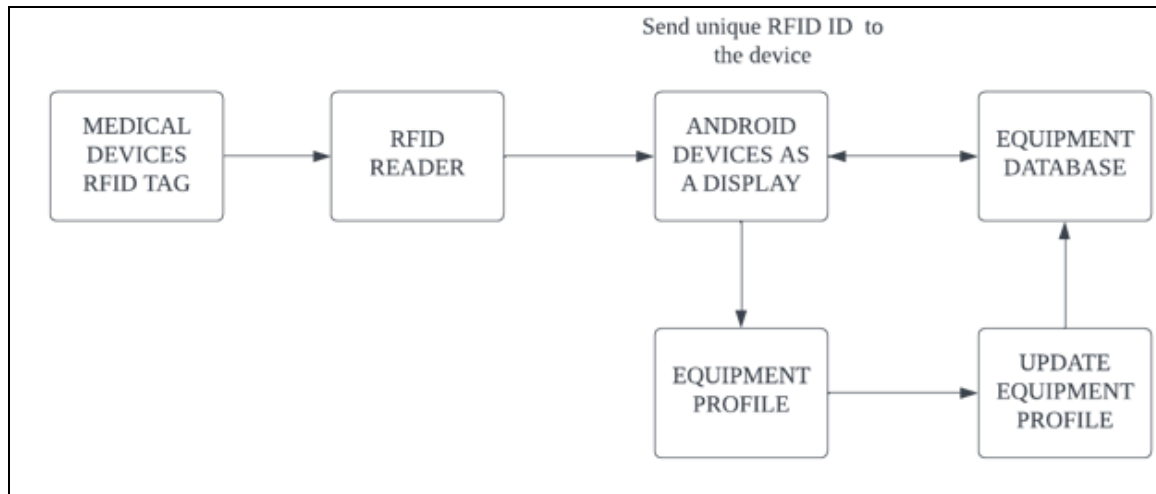 Send unique RFID ID to
the device
MEDICAL
DEVICES
RFID TAG
RFID
READER
ANDROID
DEVICES AS
A DISPLAY
EQUIPMENT
DATABASE
EQUIPMENT
PROFILE
UPDATE
EQUIPMENT
PROFILE